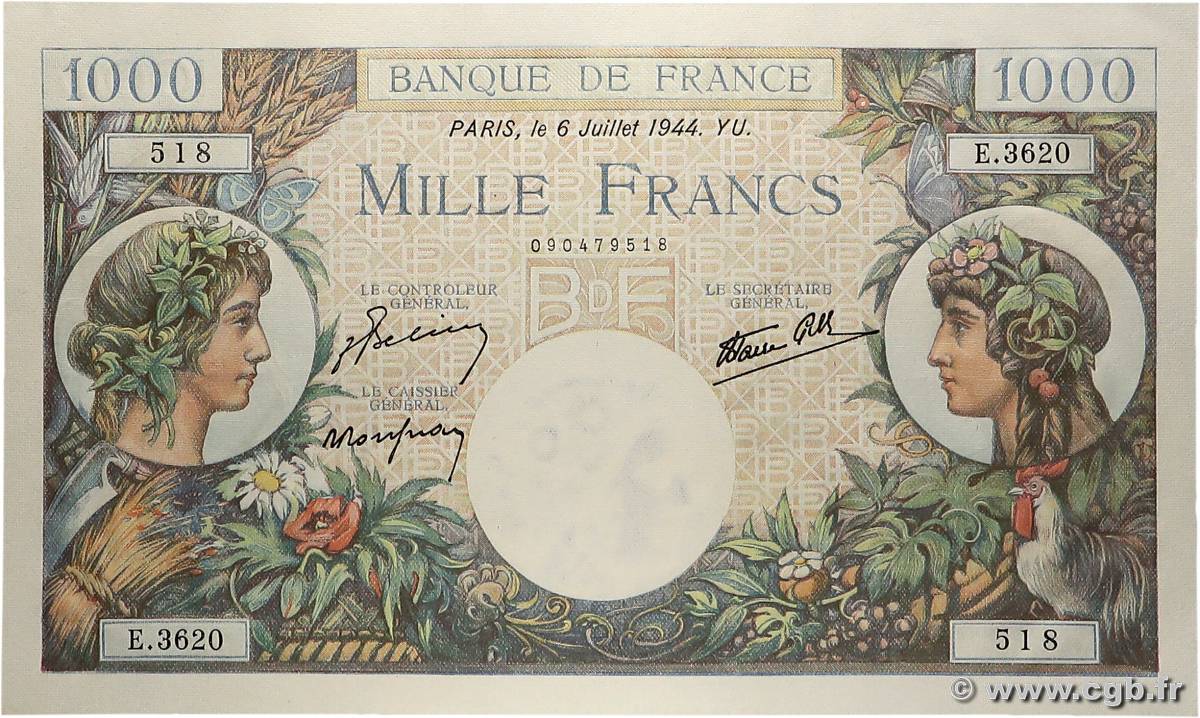 1000
BANQUE DE FRANCE
1000
PARIS, le 6 Juillet 1944. YU.
518
E.3620
MILLE FRANCS
090479518
BDF
LE CONTROLEUR
GÉNÉRAL,
LE SECRÉTAIRE
GÉNÉRAL,
LE CAISSIER
GÉNÉRAL,
E.3620
518
© www.cgb.fr